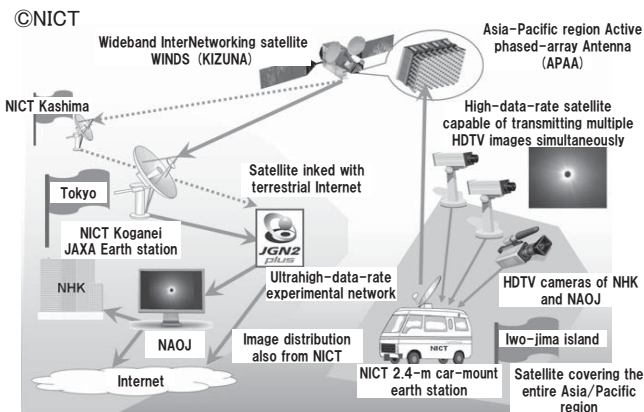 ©NICT
Wideband InterNetworking satellite
WINDS (KIZUNA)
Asia-Pacific region Active
phased-array Antenna
(APAA)
NICT Kashima
High-data-rate satellite
capable of transmitting multiple
HDTV images simultaneously
Satellite inked with
terrestrial Internet
Tokyo
NICT Koganei
JAXA Earth station
JGN2
plus
Ultrahigh-data-rate
experimental network
NHK
HDTV cameras of NHK
and NAOJ
NAOJ
Image distribution
also from NICT
NICT
Iwo-jima island
NICT 2.4-m car-mount
earth station
Internet
Satellite covering the
entire Asia/Pacific
region